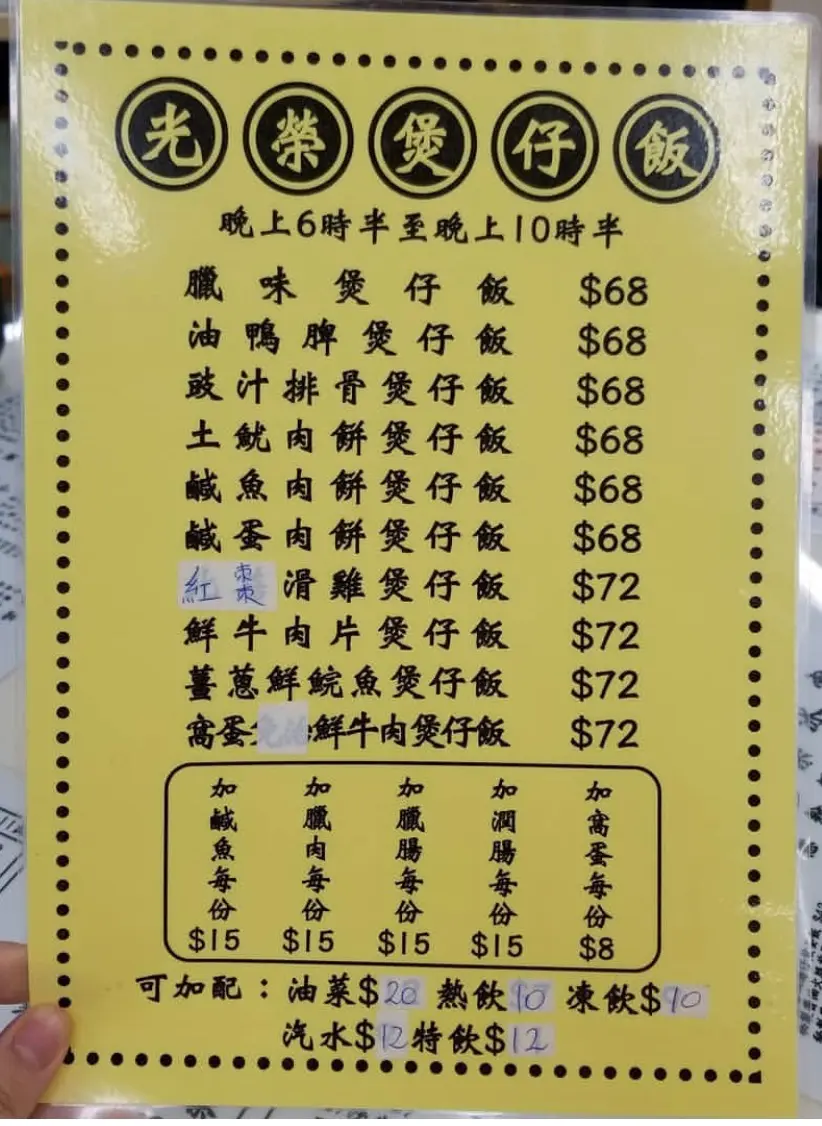 光榮煲仔飯
晚上6時半至晚上10時半
臘味煲仔飯 $68
油鴨脾煲仔飯 $68
豉汁排骨煲仔飯 $68
土魷肉餅煲仔飯 $68
鹹魚肉餅煲仔飯 $68
鹹蛋肉餅煲仔飯 $68
紅棗滑雞煲仔飯 $72
鮮牛肉片煲仔飯 $72
薑蔥鮮鯇魚煲仔飯 $72
窩蛋鮮牛肉煲仔飯 $72
加鹹魚每份 $15
加臘肉每份 $15
加臘腸每份 $15
加潤腸每份 $15
加窩蛋每份 $8
可加配：油菜$20 熱飲10 凍飲$10
汽水$12特飲$12